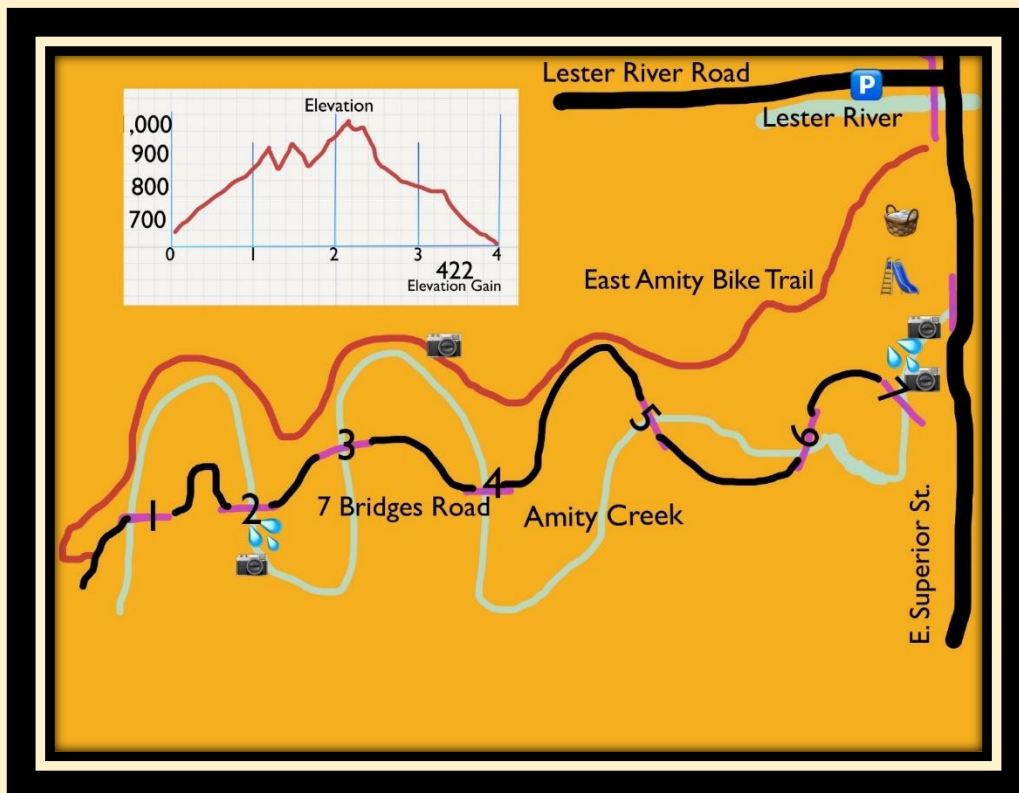 Lester River Road
P
Lester River
Elevation
1,000
900
800
700
0 1 2 3 4
422
Elevation Gain
East Amity Bike Trail
1
2
3
4
5
6
7
7 Bridges Road
Amity Creek
E. Superior St.